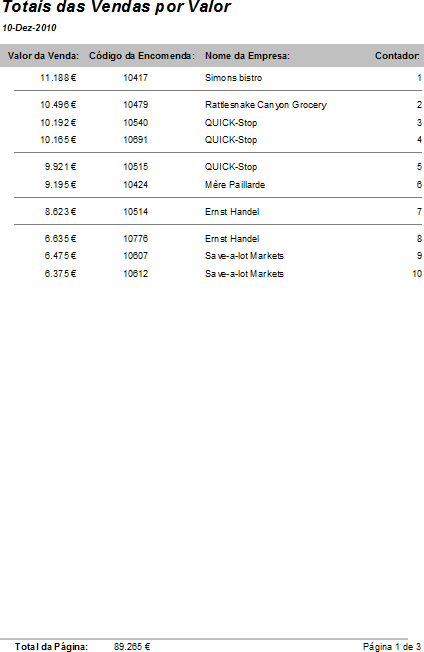 Totais das Vendas por Valor
10-Dez-2010
Valor da Venda: Código da Encomenda: Nome da Empresa: Contador:
11.188 € 10417 Simons bistro 1
10.496 € 10479 Rattlesnake Canyon Grocery 2
10.192 € 10540 QUICK-Stop 3
10.165 € 10691 QUICK-Stop 4
9.921 € 10515 QUICK-Stop 5
9.195 € 10424 Mère Paillarde 6
8.623 € 10514 Ernst Handel 7
6.635 € 10776 Ernst Handel 8
6.475 € 10607 Save-a-lot Markets 9
6.375 € 10612 Save-a-lot Markets 10
Total da Página: 89.265 € Página 1 de 3